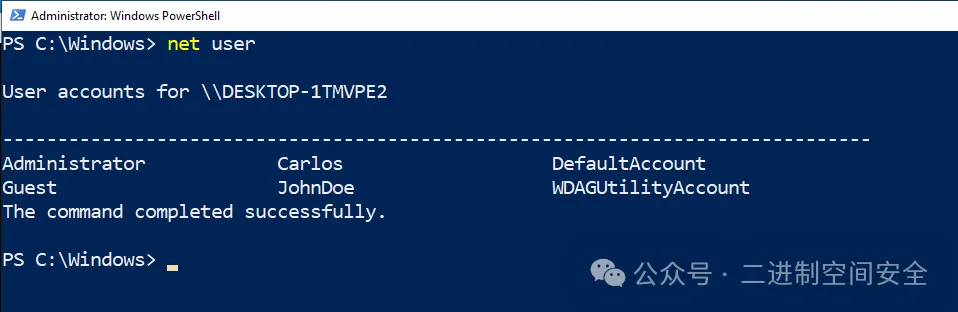 Administrator: Windows PowerShell
PS C:\Windows> net user
User accounts for \\DESKTOP-1TMVPE2
-------------------------------------------------------------------------------
Administrator            Carlos                   DefaultAccount
Guest                    JohnDoe                  WDAGUtilityAccount
The command completed successfully.
PS C:\Windows>
公众号 · 二进制空间安全